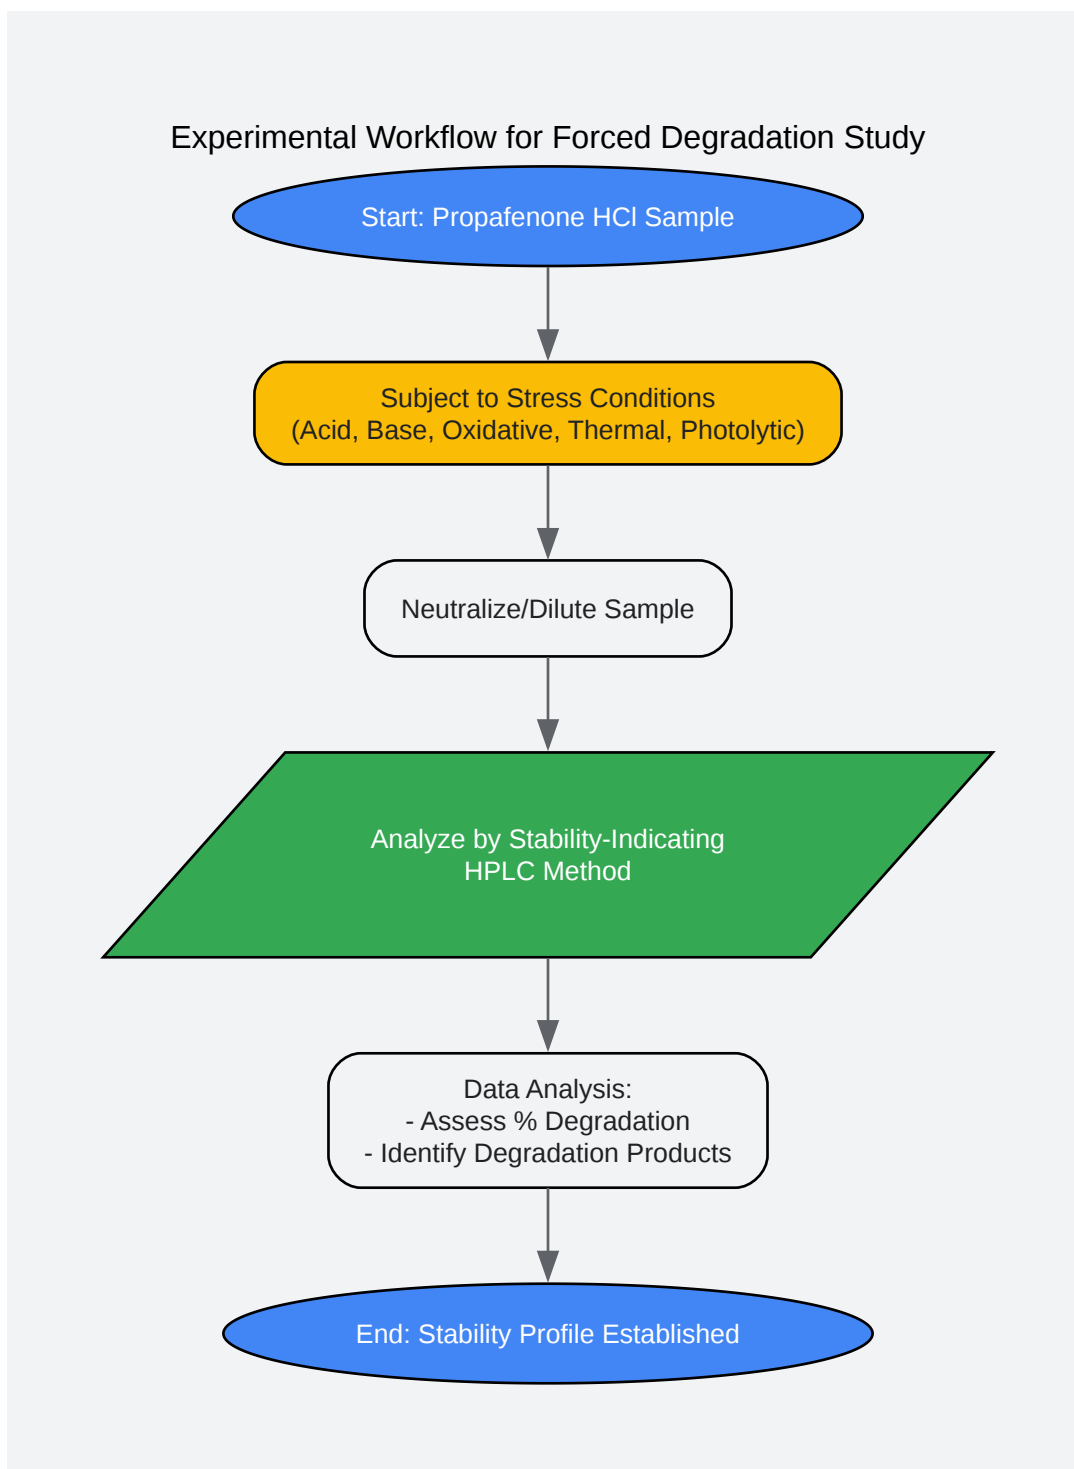 Experimental Workflow for Forced Degradation Study
Start: Propafenone HCl Sample
Subject to Stress Conditions
(Acid, Base, Oxidative, Thermal, Photolytic)
Neutralize/Dilute Sample
Analyze by Stability-Indicating
HPLC Method
Data Analysis:
- Assess % Degradation
- Identify Degradation Products
End: Stability Profile Established